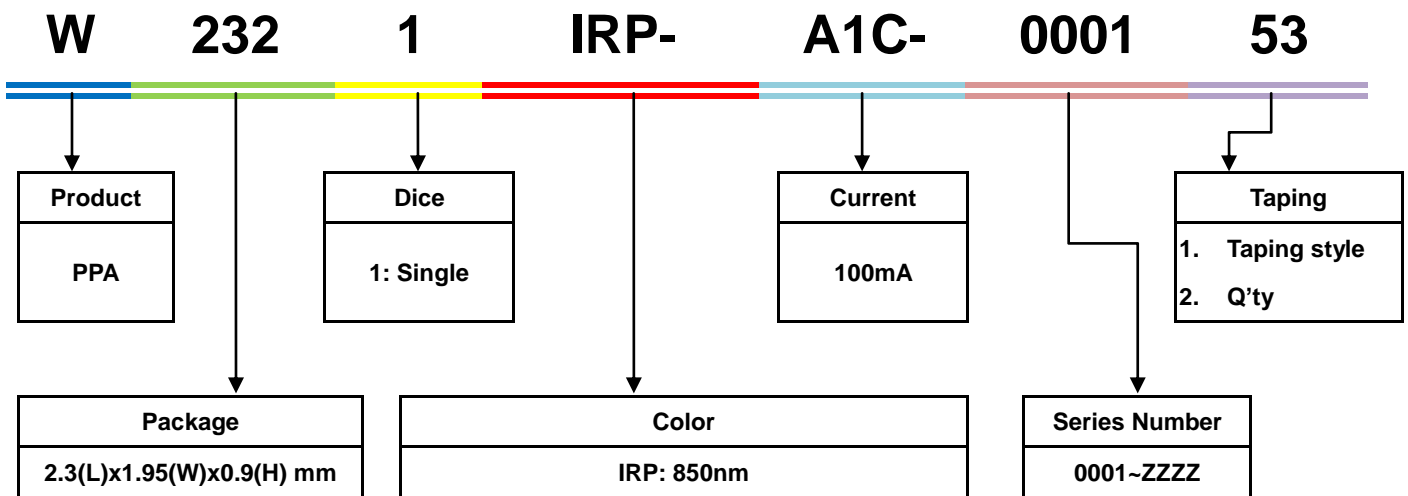 W 232 1 IRP- A1C- 0001 53
Product
PPA
Dice
1: Single
Current
100mA
Taping
1. Taping style
2. Q’ty
Package
2.3(L)x1.95(W)x0.9(H) mm
Color
IRP: 850nm
Series Number
0001~ZZZZ